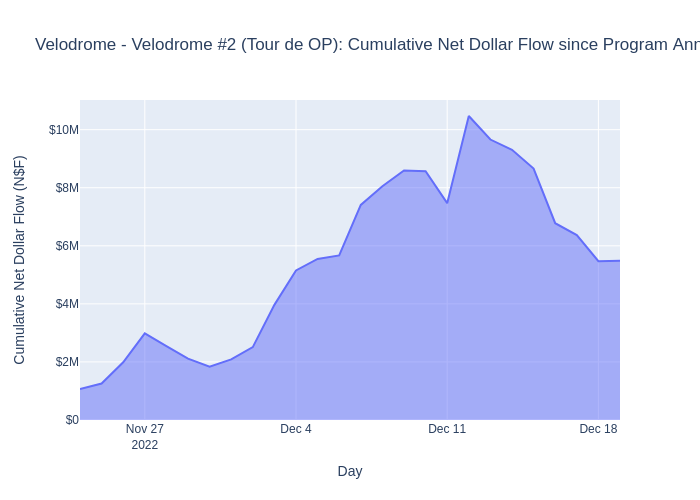 Velodrome - Velodrome #2 (Tour de OP): Cumulative Net Dollar Flow since Program Ann
Cumulative Net Dollar Flow (N$F)
$10M
$8M
$6M
$4M
$2M
$0
Nov 27
2022
Dec 4
Dec 11
Dec 18
Day